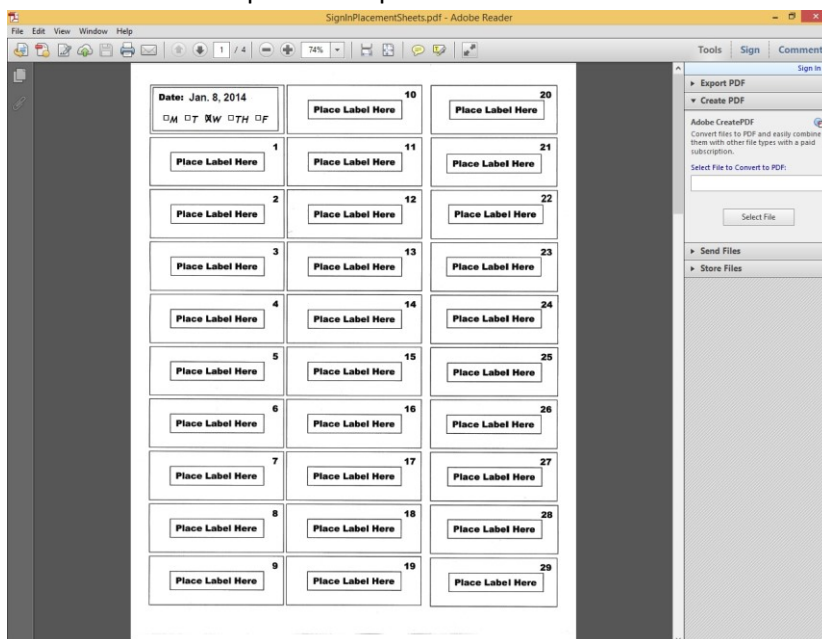 SignInPlacementSheets.pdf - Adobe Reader
File Edit View Window Help
1 / 4 74% Tools Sign Comment
Sign In
Date: Jan. 8, 2014
☐M ☐T ☒W ☐TH ☐F
1
Place Label Here
2
Place Label Here
3
Place Label Here
4
Place Label Here
5
Place Label Here
6
Place Label Here
7
Place Label Here
8
Place Label Here
9
Place Label Here
10
Place Label Here
11
Place Label Here
12
Place Label Here
13
Place Label Here
14
Place Label Here
15
Place Label Here
16
Place Label Here
17
Place Label Here
18
Place Label Here
19
Place Label Here
20
Place Label Here
21
Place Label Here
22
Place Label Here
23
Place Label Here
24
Place Label Here
25
Place Label Here
26
Place Label Here
27
Place Label Here
28
Place Label Here
29
Place Label Here
Export PDF
Create PDF
Adobe CreatePDF
Convert files to PDF and easily combine
them with other file types with a paid
subscription.
Select File to Convert to PDF:
Select File
Send Files
Store Files